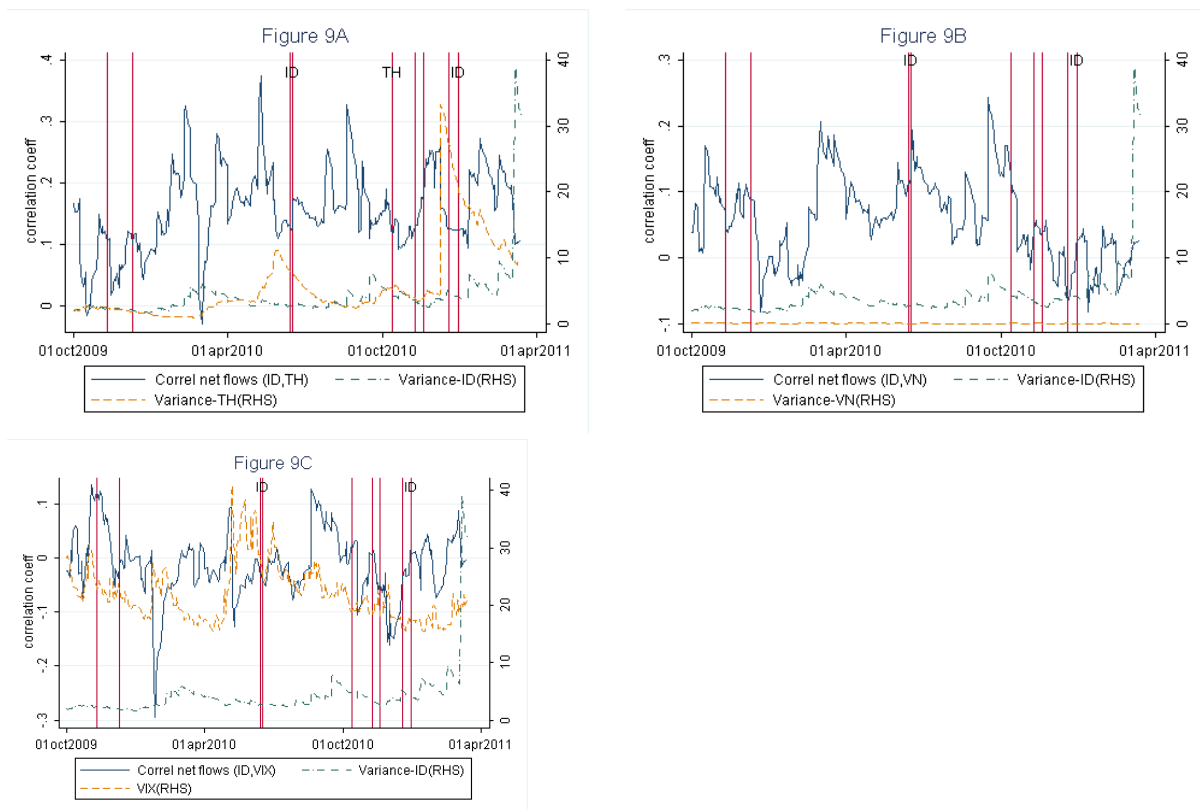 Figure 9A
.4
.3
.2
.1
0
correlation coeff
ID
TH
ID
40
30
20
10
0
01oct2009
01apr2010
01oct2010
01apr2011
Correl net flows (ID,TH)
Variance-ID(RHS)
Variance-TH(RHS)
Figure 9B
.3
.2
.1
0
-.1
correlation coeff
ID
ID
40
30
20
10
0
01oct2009
01apr2010
01oct2010
01apr2011
Correl net flows (ID,VN)
Variance-ID(RHS)
Variance-VN(RHS)
Figure 9C
.1
0
-.1
-.2
-.3
correlation coeff
ID
ID
40
30
20
10
0
01oct2009
01apr2010
01oct2010
01apr2011
Correl net flows (ID,VIX)
Variance-ID(RHS)
VIX(RHS)